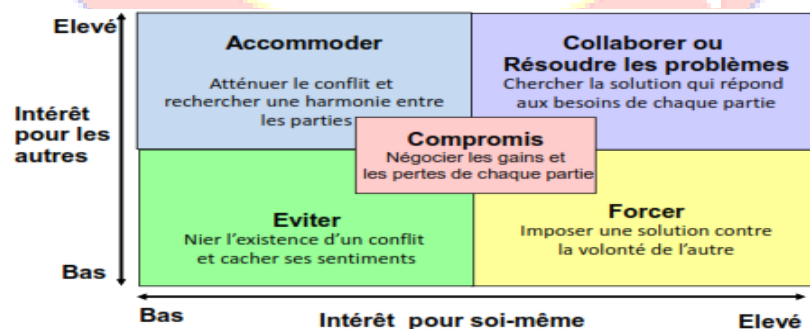 Elevé
Accommoder
Atténuer le conflit et
rechercher une harmonie entre
les parties
Collaborer ou
Résoudre les problèmes
Chercher la solution qui répond
aux besoins de chaque partie
Intérêt
pour les
autres
Compromis
Négocier les gains et
les pertes de chaque partie
Eviter
Nier l'existence d'un conflit
et cacher ses sentiments
Forcer
Imposer une solution contre
la volonté de l'autre
Bas
Bas
Intérêt pour soi-même
Elevé